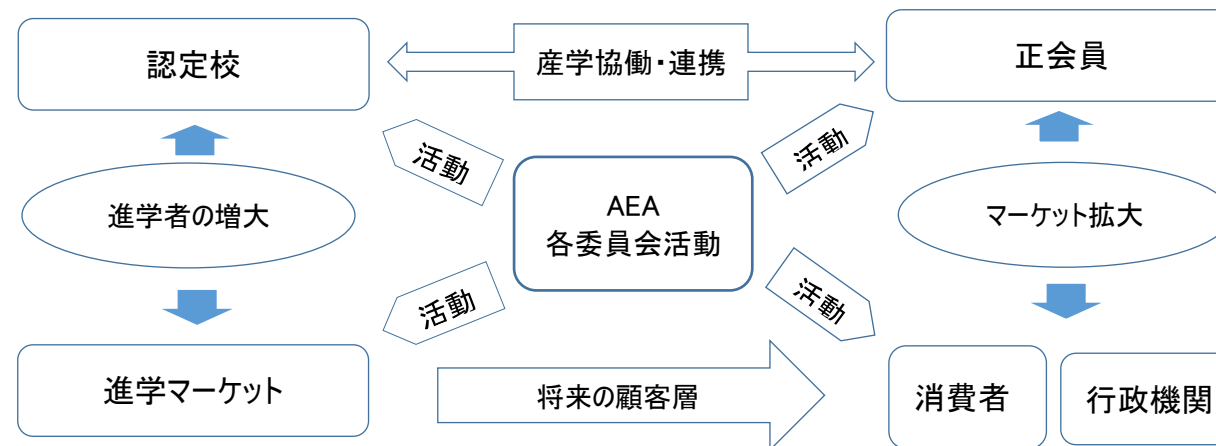 認定校
産学協働・連携
正会員
活動
活動
進学者の増大
AEA
各委員会活動
マーケット拡大
活動
活動
進学マーケット
将来の顧客層
消費者
行政機関